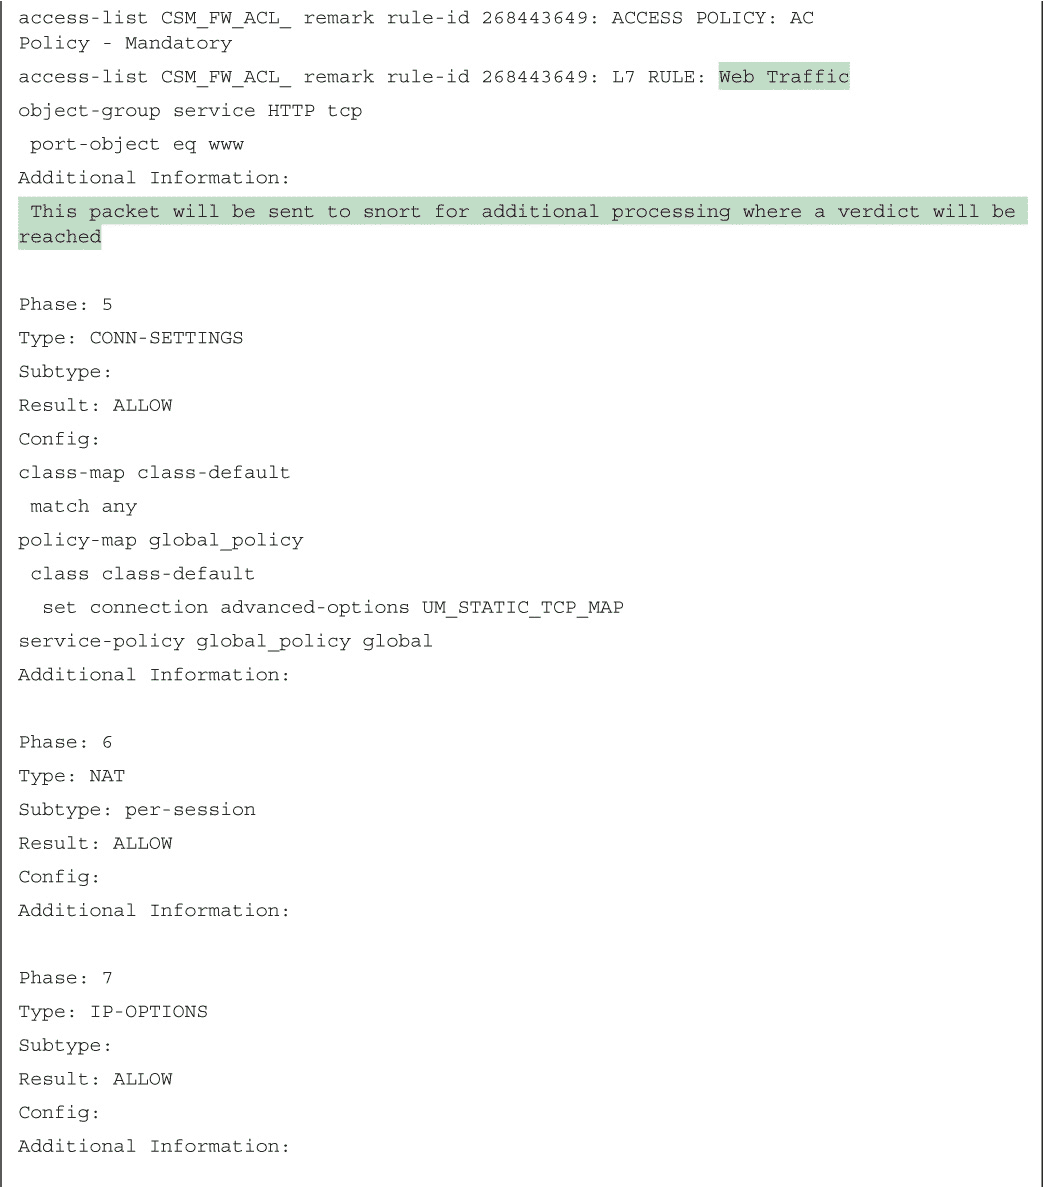 access-list CSM_FW_ACL_ remark rule-id 268443649: ACCESS POLICY: AC
Policy - Mandatory
access-list CSM_FW_ACL_ remark rule-id 268443649: L7 RULE: Web Traffic
object-group service HTTP tcp
 port-object eq www
Additional Information:
 This packet will be sent to snort for additional processing where a verdict will be
reached

Phase: 5
Type: CONN-SETTINGS
Subtype:
Result: ALLOW
Config:
class-map class-default
 match any
policy-map global_policy
 class class-default
  set connection advanced-options UM_STATIC_TCP_MAP
service-policy global_policy global
Additional Information:

Phase: 6
Type: NAT
Subtype: per-session
Result: ALLOW
Config:
Additional Information:

Phase: 7
Type: IP-OPTIONS
Subtype:
Result: ALLOW
Config:
Additional Information: